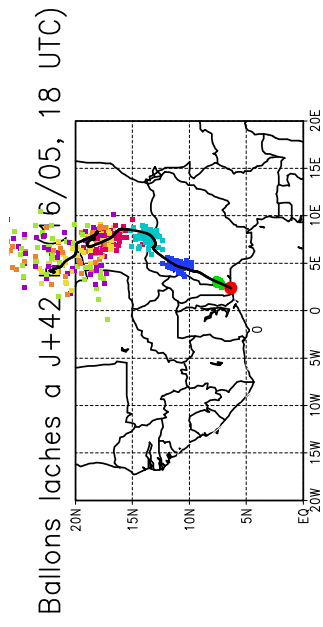 Ballons laches a J+42 6/05, 18 UTC)
20N
15N
10N
5N
EQ
0
20W 15W 10W 5W 0 5E 10E 15E 20E